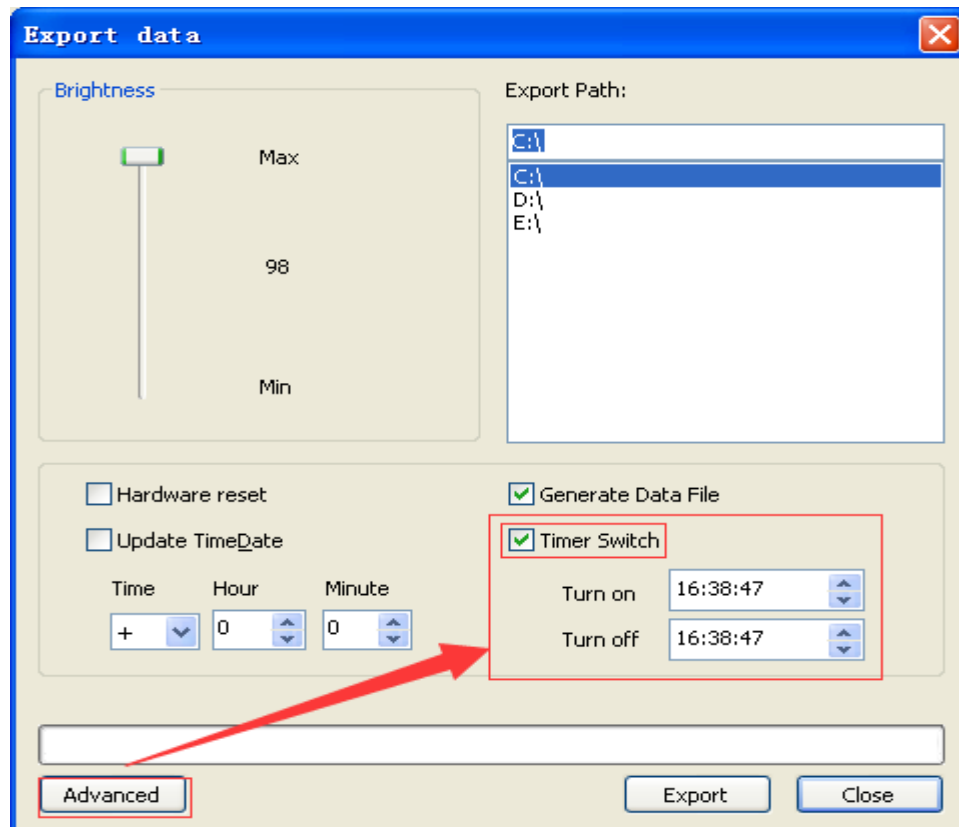 Export data
Brightness
Max
98
Min
Export Path:
C:\
C:\
D:\
E:\
Hardware reset
Update TimeDate
Time Hour Minute
+ 0 0
Generate Data File
Timer Switch
Turn on 16:38:47
Turn off 16:38:47
Advanced
Export
Close